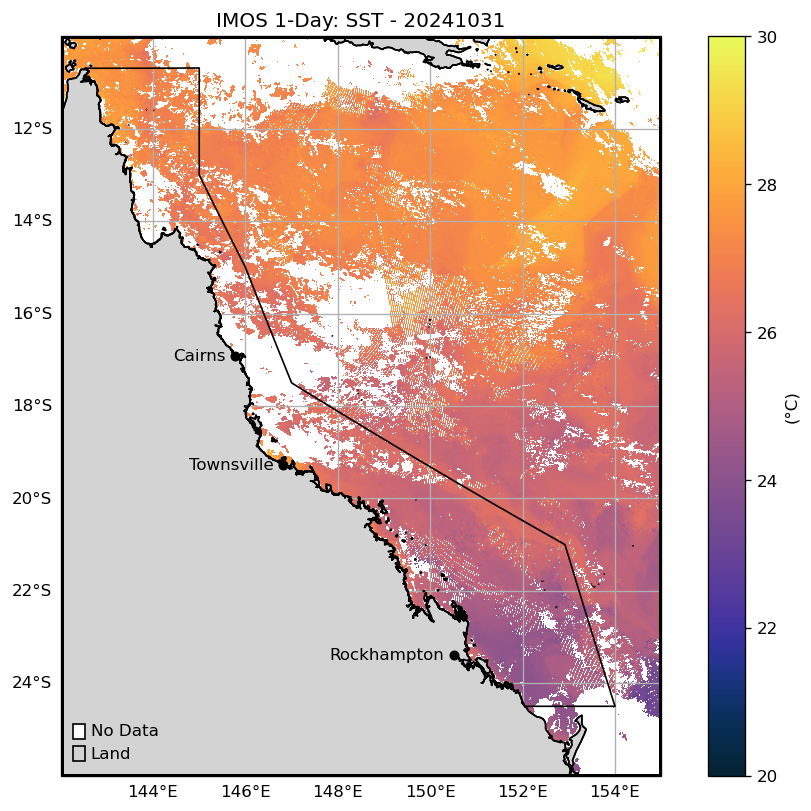 IMOS 1-Day: SST - 20241031
30
12°S
28
14°S
16°S
26
Cairns
(°C)
18°S
Townsville
24
20°S
22°S
22
Rockhampton
24°S
No Data
Land
20
144°E 146°E 148°E 150°E 152°E 154°E